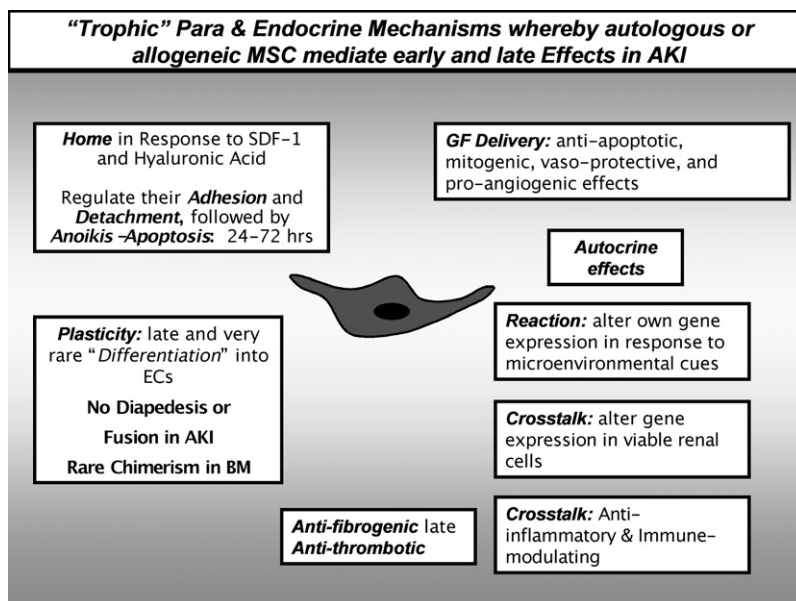 “Trophic” Para & Endocrine Mechanisms whereby autologous or
allogeneic MSC mediate early and late Effects in AKI
Home in Response to SDF-1
and Hyaluronic Acid
Regulate their Adhesion and
Detachment, followed by
Anoikis –Apoptosis: 24–72 hrs
GF Delivery: anti-apoptotic,
mitogenic, vaso-protective, and
pro-angiogenic effects
Autocrine
effects
Plasticity: late and very
rare “Differentiation” into
ECs
No Diapedesis or
Fusion in AKI
Rare Chimerism in BM
Reaction: alter own gene
expression in response to
microenvironmental cues
Crosstalk: alter gene
expression in viable renal
cells
Anti-fibrogenic late
Anti-thrombotic
Crosstalk: Anti-
inflammatory & Immune-
modulating